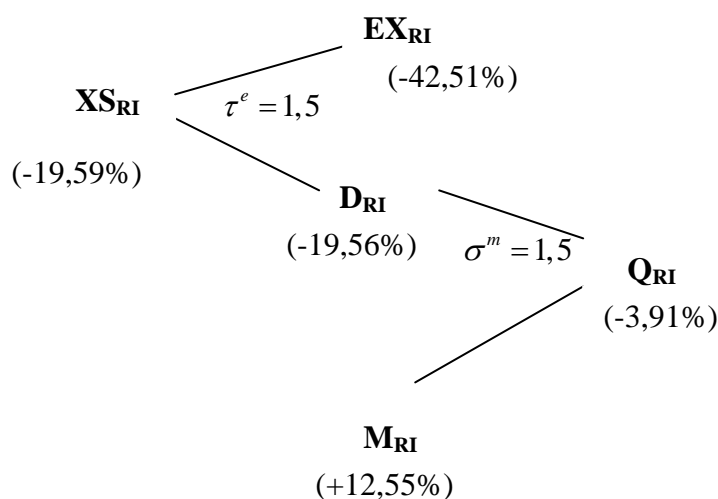 EX_RI
(-42,51%)
XS_RI
τ^e = 1,5
(-19,59%)
D_RI
(-19,56%)
σ^m = 1,5
Q_RI
(-3,91%)
M_RI
(+12,55%)